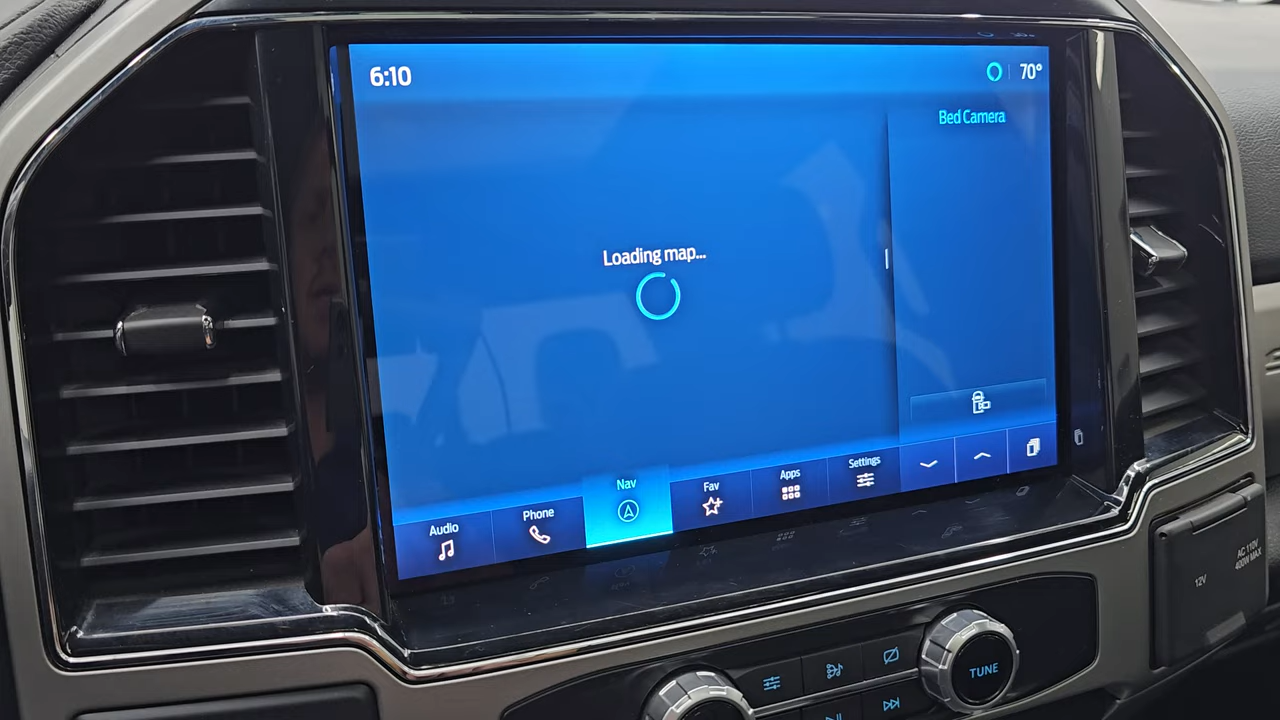 6:10
70°
Bed Camera
Loading map...
Audio
Phone
Nav
Fav
Apps
Settings
TUNE
12V
AC 110V
400W MAX